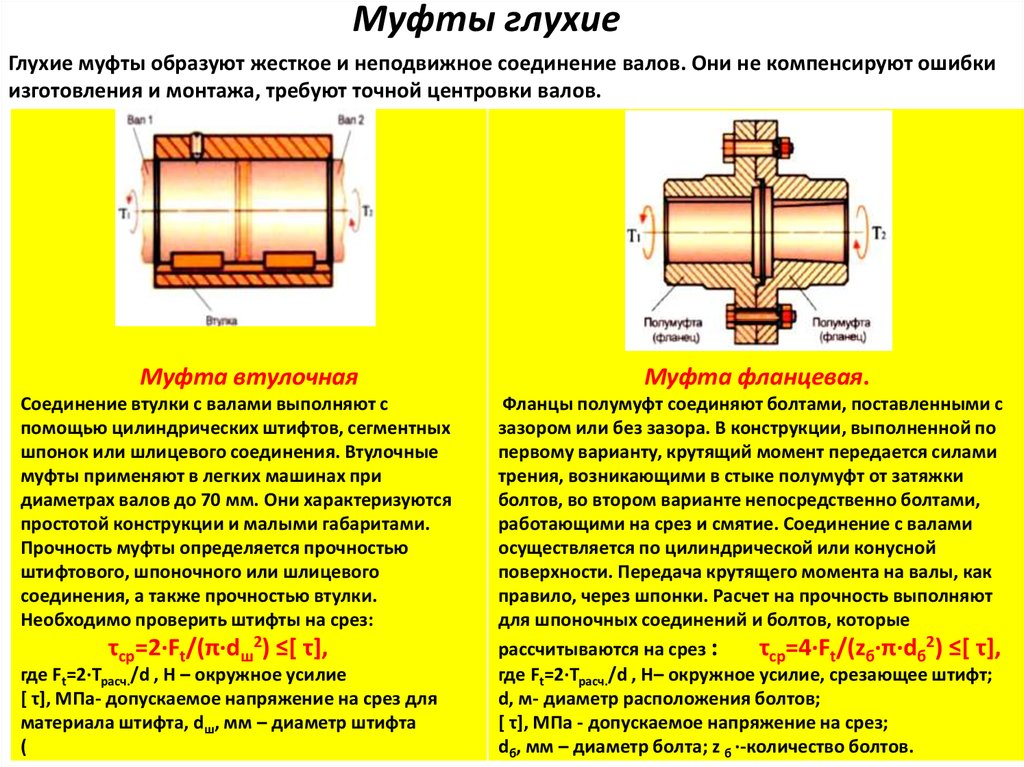 Муфты глухие
Глухие муфты образуют жесткое и неподвижное соединение валов. Они не компенсируют ошибки
изготовления и монтажа, требуют точной центровки валов.
Вал 1
Вал 2
T₁
T₂
Втулка
Муфта втулочная
Соединение втулки с валами выполняют с
помощью цилиндрических штифтов, сегментных
шпонок или шлицевого соединения. Втулочные
муфты применяют в легких машинах при
диаметрах валов до 70 мм. Они характеризуются
простотой конструкции и малыми габаритами.
Прочность муфты определяется прочностью
штифтового, шпоночного или шлицевого
соединения, а также прочностью втулки.
Необходимо проверить штифты на срез:
τср=2·Ft/(π·dш²) ≤[ τ],
где Ft=2·Tрасч./d , Н – окружное усилие
[ τ], МПа- допускаемое напряжение на срез для
материала штифта, dш, мм – диаметр штифта
(
T₁
T₂
Полумуфта
(фланец)
Полумуфта
(фланец)
Муфта фланцевая.
Фланцы полумуфт соединяют болтами, поставленными с
зазором или без зазора. В конструкции, выполненной по
первому варианту, крутящий момент передается силами
трения, возникающими в стыке полумуфт от затяжки
болтов, во втором варианте непосредственно болтами,
работающими на срез и смятие. Соединение с валами
осуществляется по цилиндрической или конусной
поверхности. Передача крутящего момента на валы, как
правило, через шпонки. Расчет на прочность выполняют
для шпоночных соединений и болтов, которые
рассчитываются на срез : τср=4·Ft/(zб·π·dб²) ≤[ τ],
где Ft=2·Tрасч./d , Н– окружное усилие, срезающее штифт;
d, м- диаметр расположения болтов;
[ τ], МПа - допускаемое напряжение на срез;
dб, мм – диаметр болта; z б ·-количество болтов.